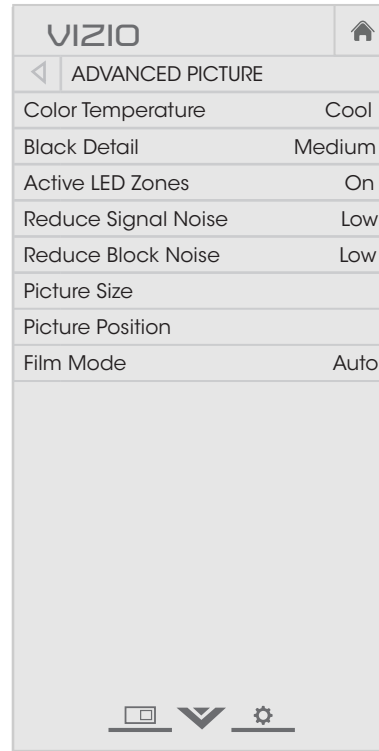 VIZIO
ADVANCED PICTURE
Color Temperature Cool
Black Detail Medium
Active LED Zones On
Reduce Signal Noise Low
Reduce Block Noise Low
Picture Size
Picture Position
Film Mode Auto